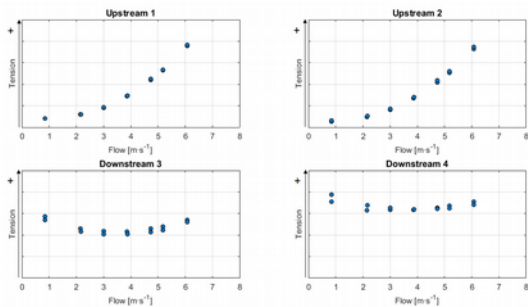 Upstream 1
+
Tension
0 1 2 3 4 5 6 7 8
Flow [m·s⁻¹]
Upstream 2
+
Tension
0 1 2 3 4 5 6 7 8
Flow [m·s⁻¹]
Downstream 3
+
Tension
0 1 2 3 4 5 6 7 8
Flow [m·s⁻¹]
Downstream 4
+
Tension
0 1 2 3 4 5 6 7 8
Flow [m·s⁻¹]